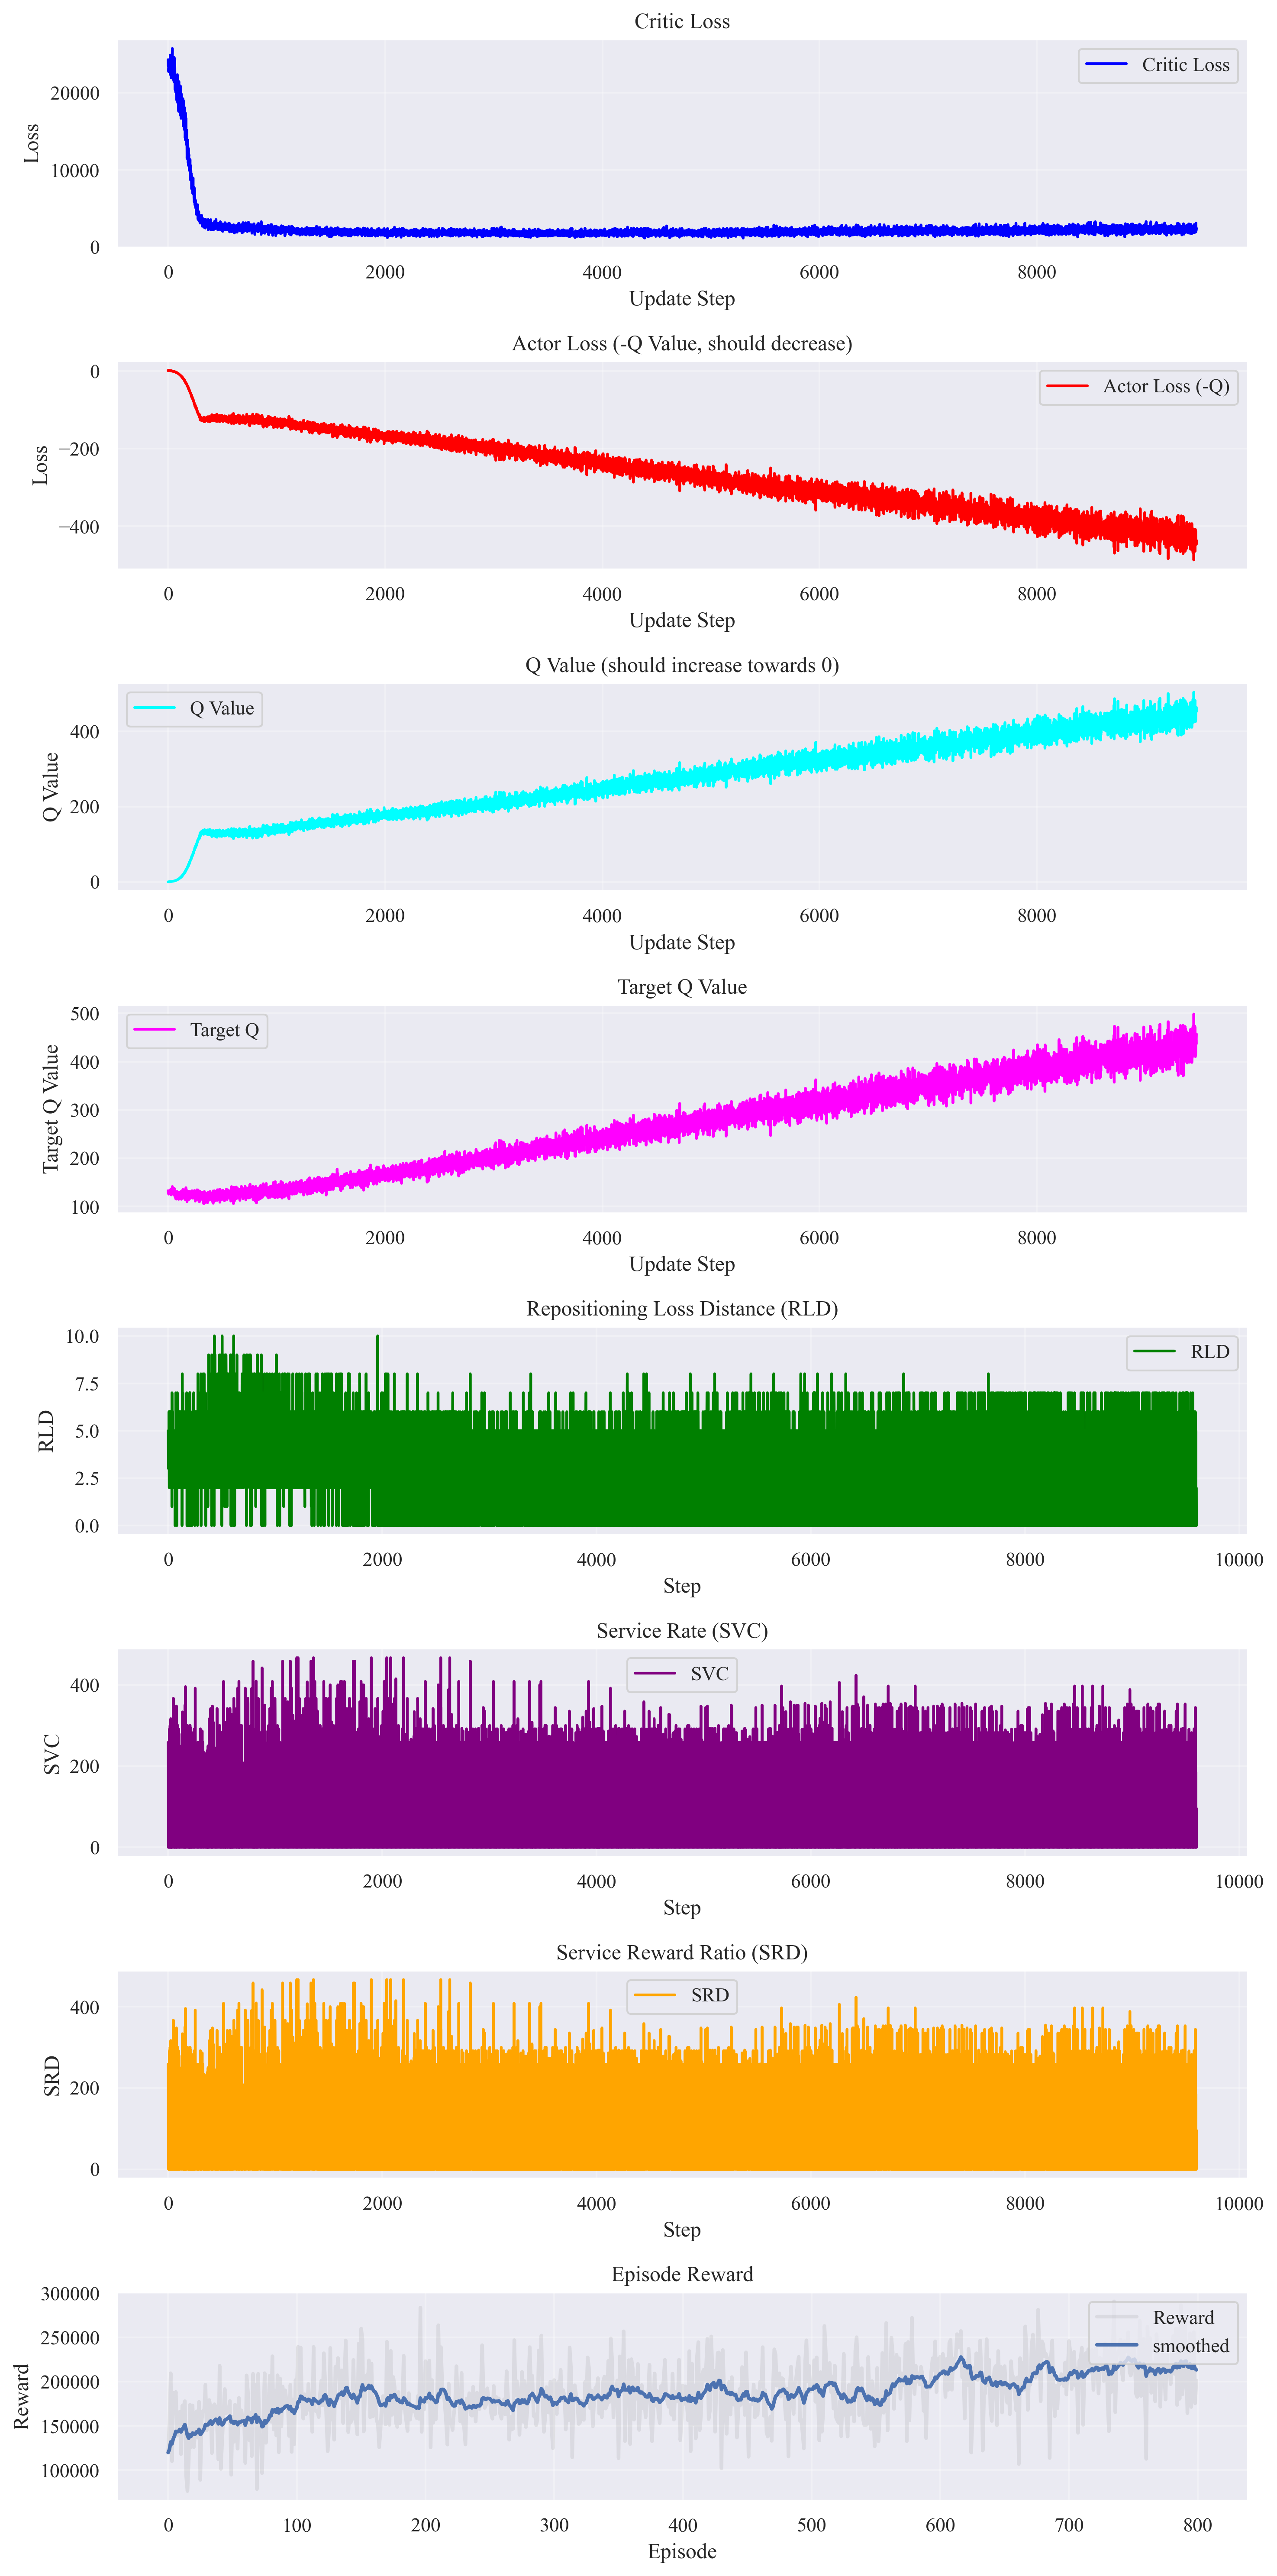 Critic Loss
Critic Loss
20000
10000
0
Loss
0 2000 4000 6000 8000
Update Step
Actor Loss (-Q Value, should decrease)
Actor Loss (-Q)
0
−200
−400
Loss
0 2000 4000 6000 8000
Update Step
Q Value (should increase towards 0)
Q Value
400
200
0
Q Value
0 2000 4000 6000 8000
Update Step
Target Q Value
Target Q
500
400
300
200
100
Target Q Value
0 2000 4000 6000 8000
Update Step
Repositioning Loss Distance (RLD)
RLD
10.0
7.5
5.0
2.5
0.0
RLD
0 2000 4000 6000 8000 10000
Step
Service Rate (SVC)
SVC
400
200
0
SVC
0 2000 4000 6000 8000 10000
Step
Service Reward Ratio (SRD)
SRD
400
200
0
SRD
0 2000 4000 6000 8000 10000
Step
Episode Reward
Reward
smoothed
300000
250000
200000
150000
100000
Reward
0 100 200 300 400 500 600 700 800
Episode